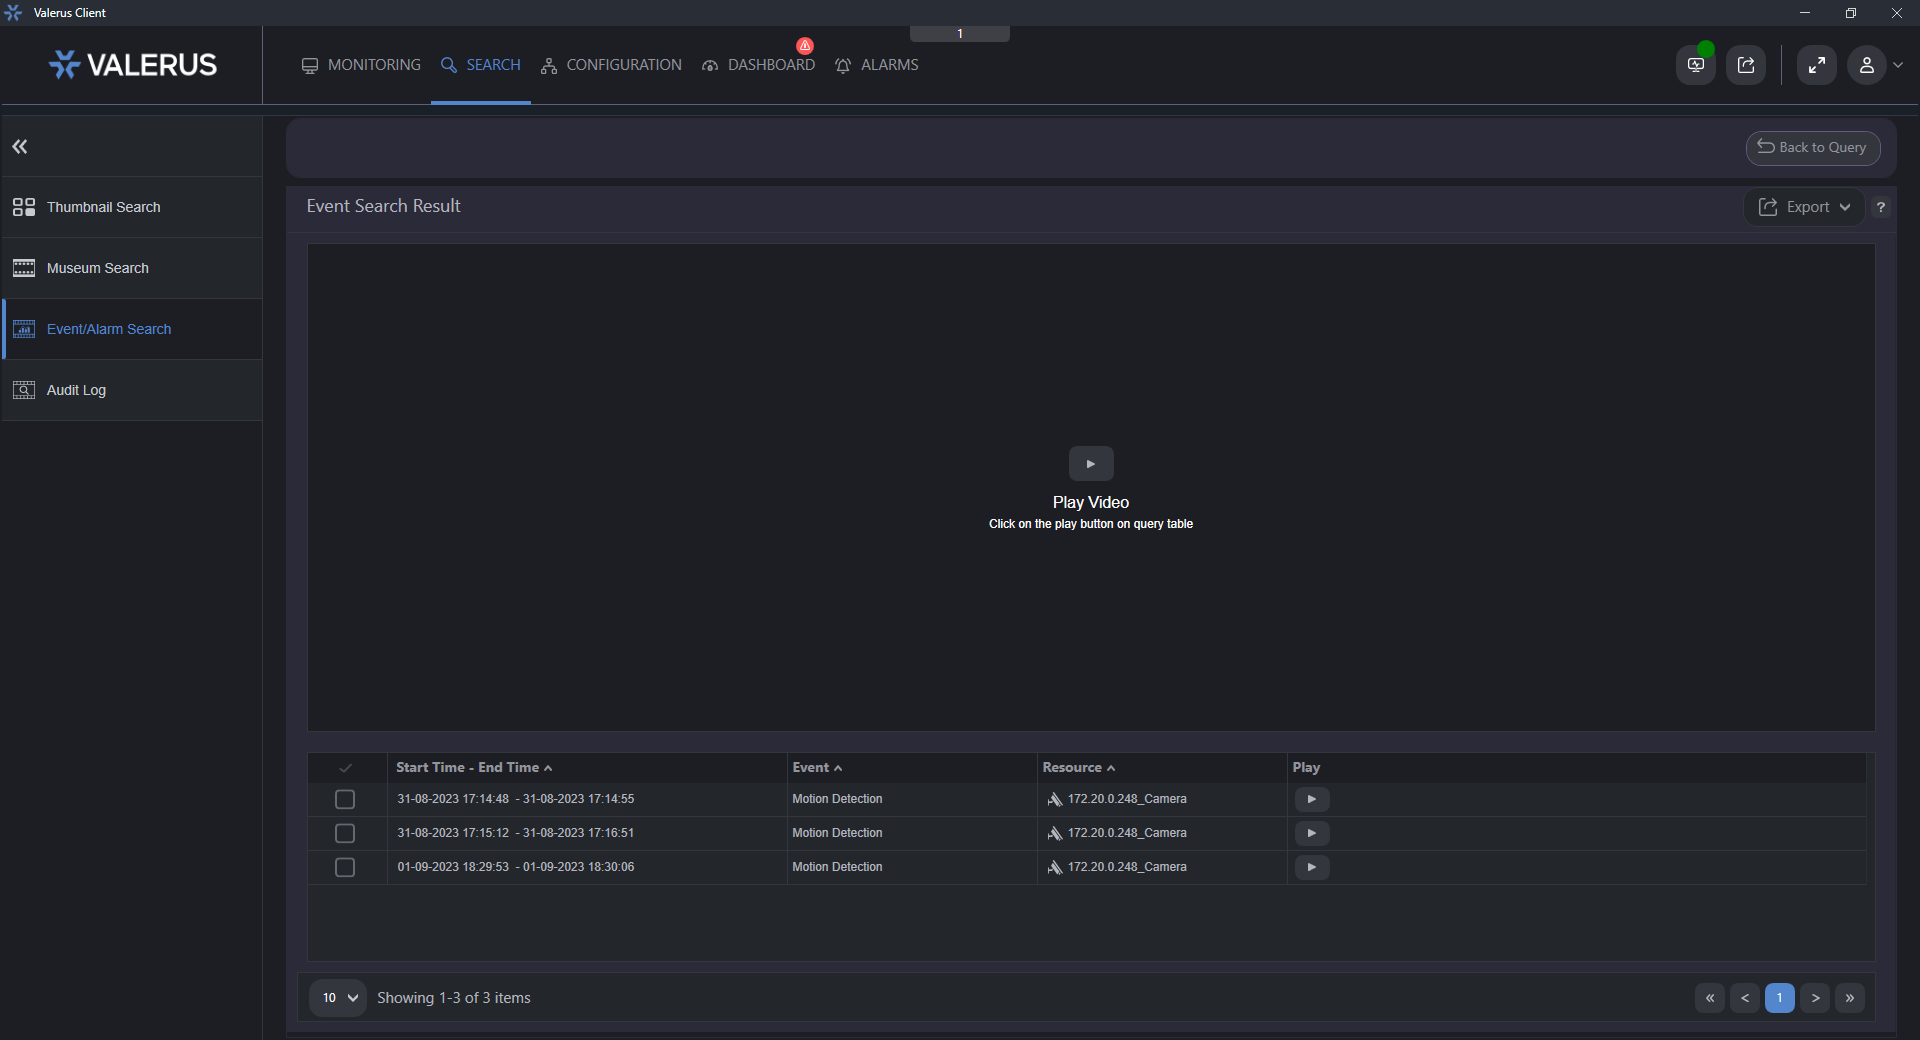 Valerus Client
1
VALERUS
MONITORING
SEARCH
CONFIGURATION
DASHBOARD
ALARMS
Back to Query
Thumbnail Search
Museum Search
Event/Alarm Search
Audit Log
Event Search Result
Export
?
Play Video
Click on the play button on query table
Start Time - End Time Event Resource Play
31-08-2023 17:14:48 - 31-08-2023 17:14:55 Motion Detection 172.20.0.248_Camera
31-08-2023 17:15:12 - 31-08-2023 17:16:51 Motion Detection 172.20.0.248_Camera
01-09-2023 18:29:53 - 01-09-2023 18:30:06 Motion Detection 172.20.0.248_Camera
10 Showing 1-3 of 3 items
« < 1 > »